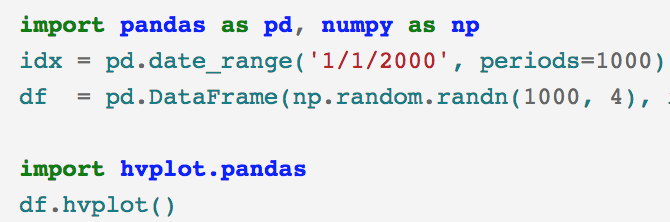 import pandas as pd, numpy as np
idx = pd.date_range('1/1/2000', periods=1000)
df  = pd.DataFrame(np.random.randn(1000, 4),
import hvplot.pandas
df.hvplot()